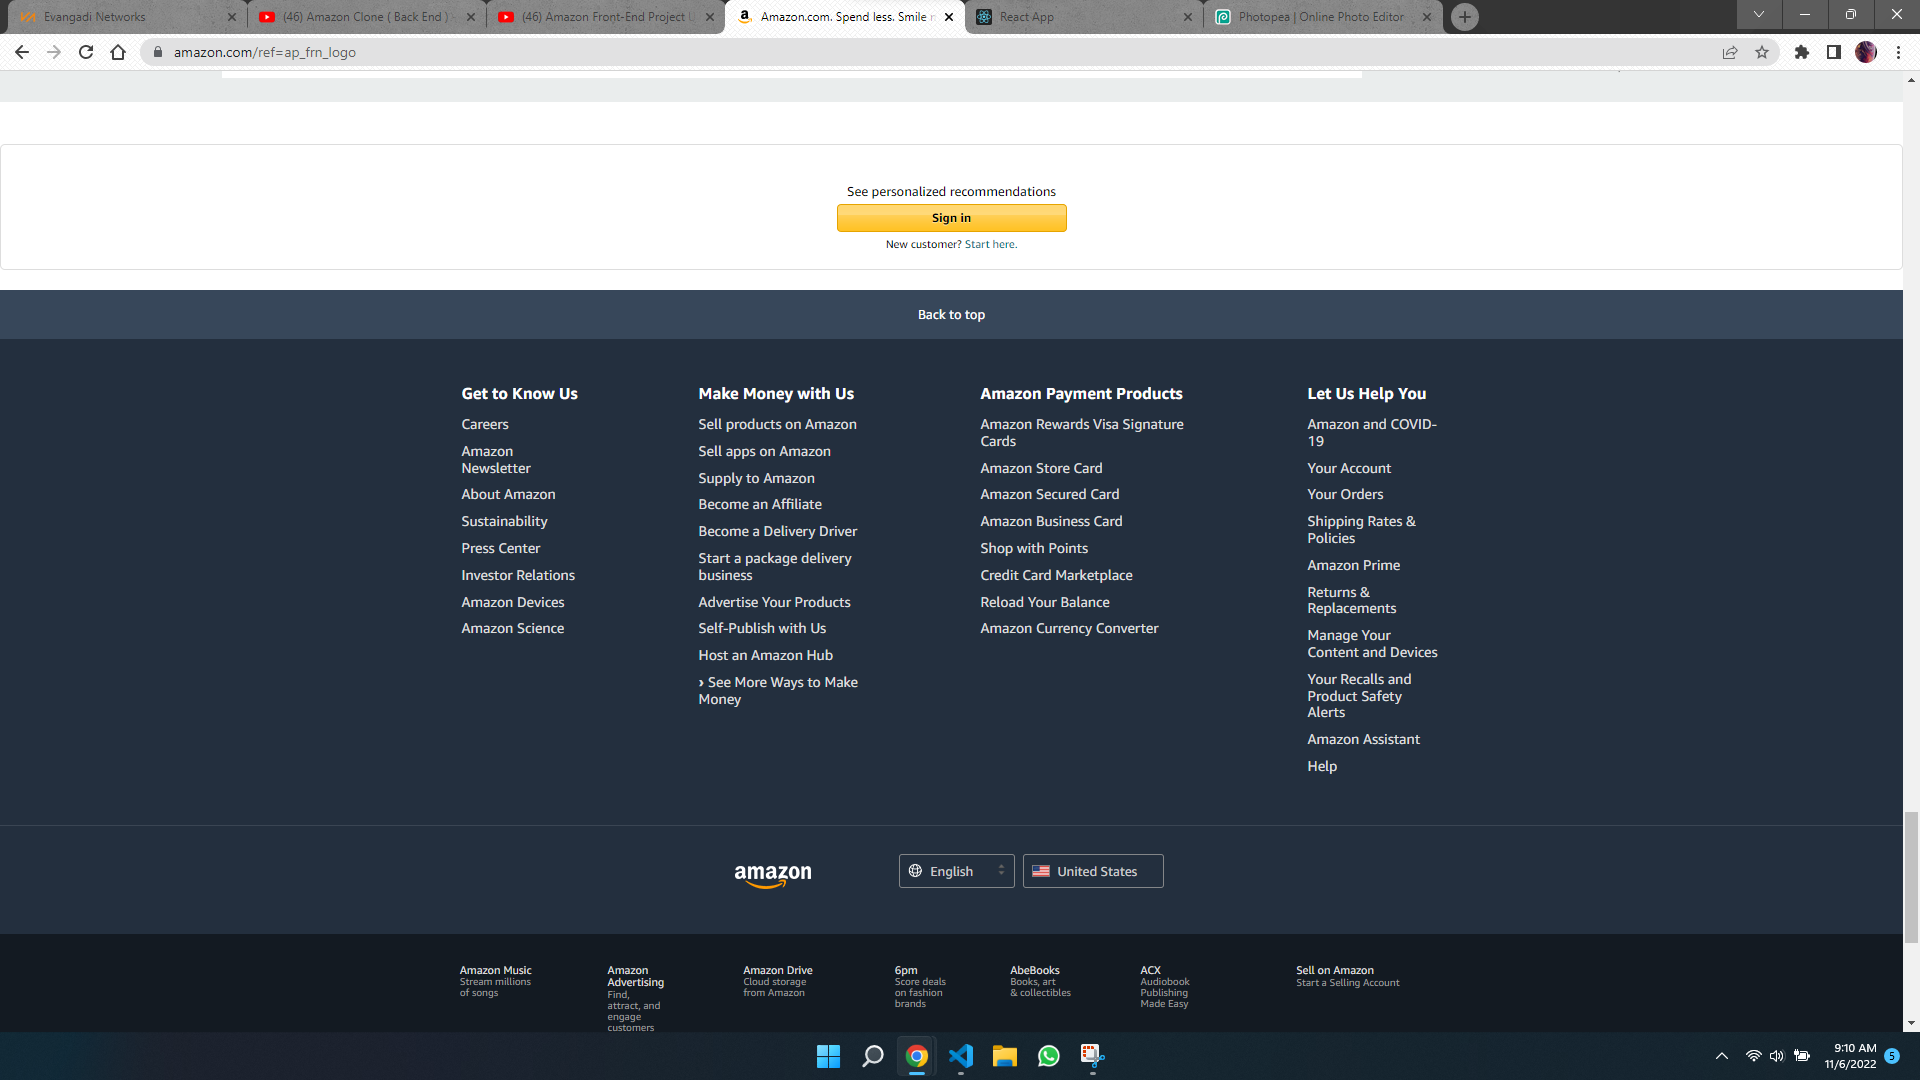 Evangadi Networks
(46) Amazon Clone ( Back End ) -
(46) Amazon Front-End Project U
Amazon.com. Spend less. Smile m
React App
Photopea | Online Photo Editor
amazon.com/ref=ap_frn_logo
See personalized recommendations
Sign in
New customer? Start here.
Back to top
Get to Know Us
Careers
Amazon
Newsletter
About Amazon
Sustainability
Press Center
Investor Relations
Amazon Devices
Amazon Science
Make Money with Us
Sell products on Amazon
Sell apps on Amazon
Supply to Amazon
Become an Affiliate
Become a Delivery Driver
Start a package delivery
business
Advertise Your Products
Self-Publish with Us
Host an Amazon Hub
› See More Ways to Make
Money
Amazon Payment Products
Amazon Rewards Visa Signature
Cards
Amazon Store Card
Amazon Secured Card
Amazon Business Card
Shop with Points
Credit Card Marketplace
Reload Your Balance
Amazon Currency Converter
Let Us Help You
Amazon and COVID-
19
Your Account
Your Orders
Shipping Rates &
Policies
Amazon Prime
Returns &
Replacements
Manage Your
Content and Devices
Your Recalls and
Product Safety
Alerts
Amazon Assistant
Help
amazon
English
United States
Amazon Music
Stream millions
of songs
Amazon
Advertising
Find,
attract, and
engage
customers
Amazon Drive
Cloud storage
from Amazon
6pm
Score deals
on fashion
brands
AbeBooks
Books, art
& collectibles
ACX
Audiobook
Publishing
Made Easy
Sell on Amazon
Start a Selling Account
9:10 AM
11/6/2022
5